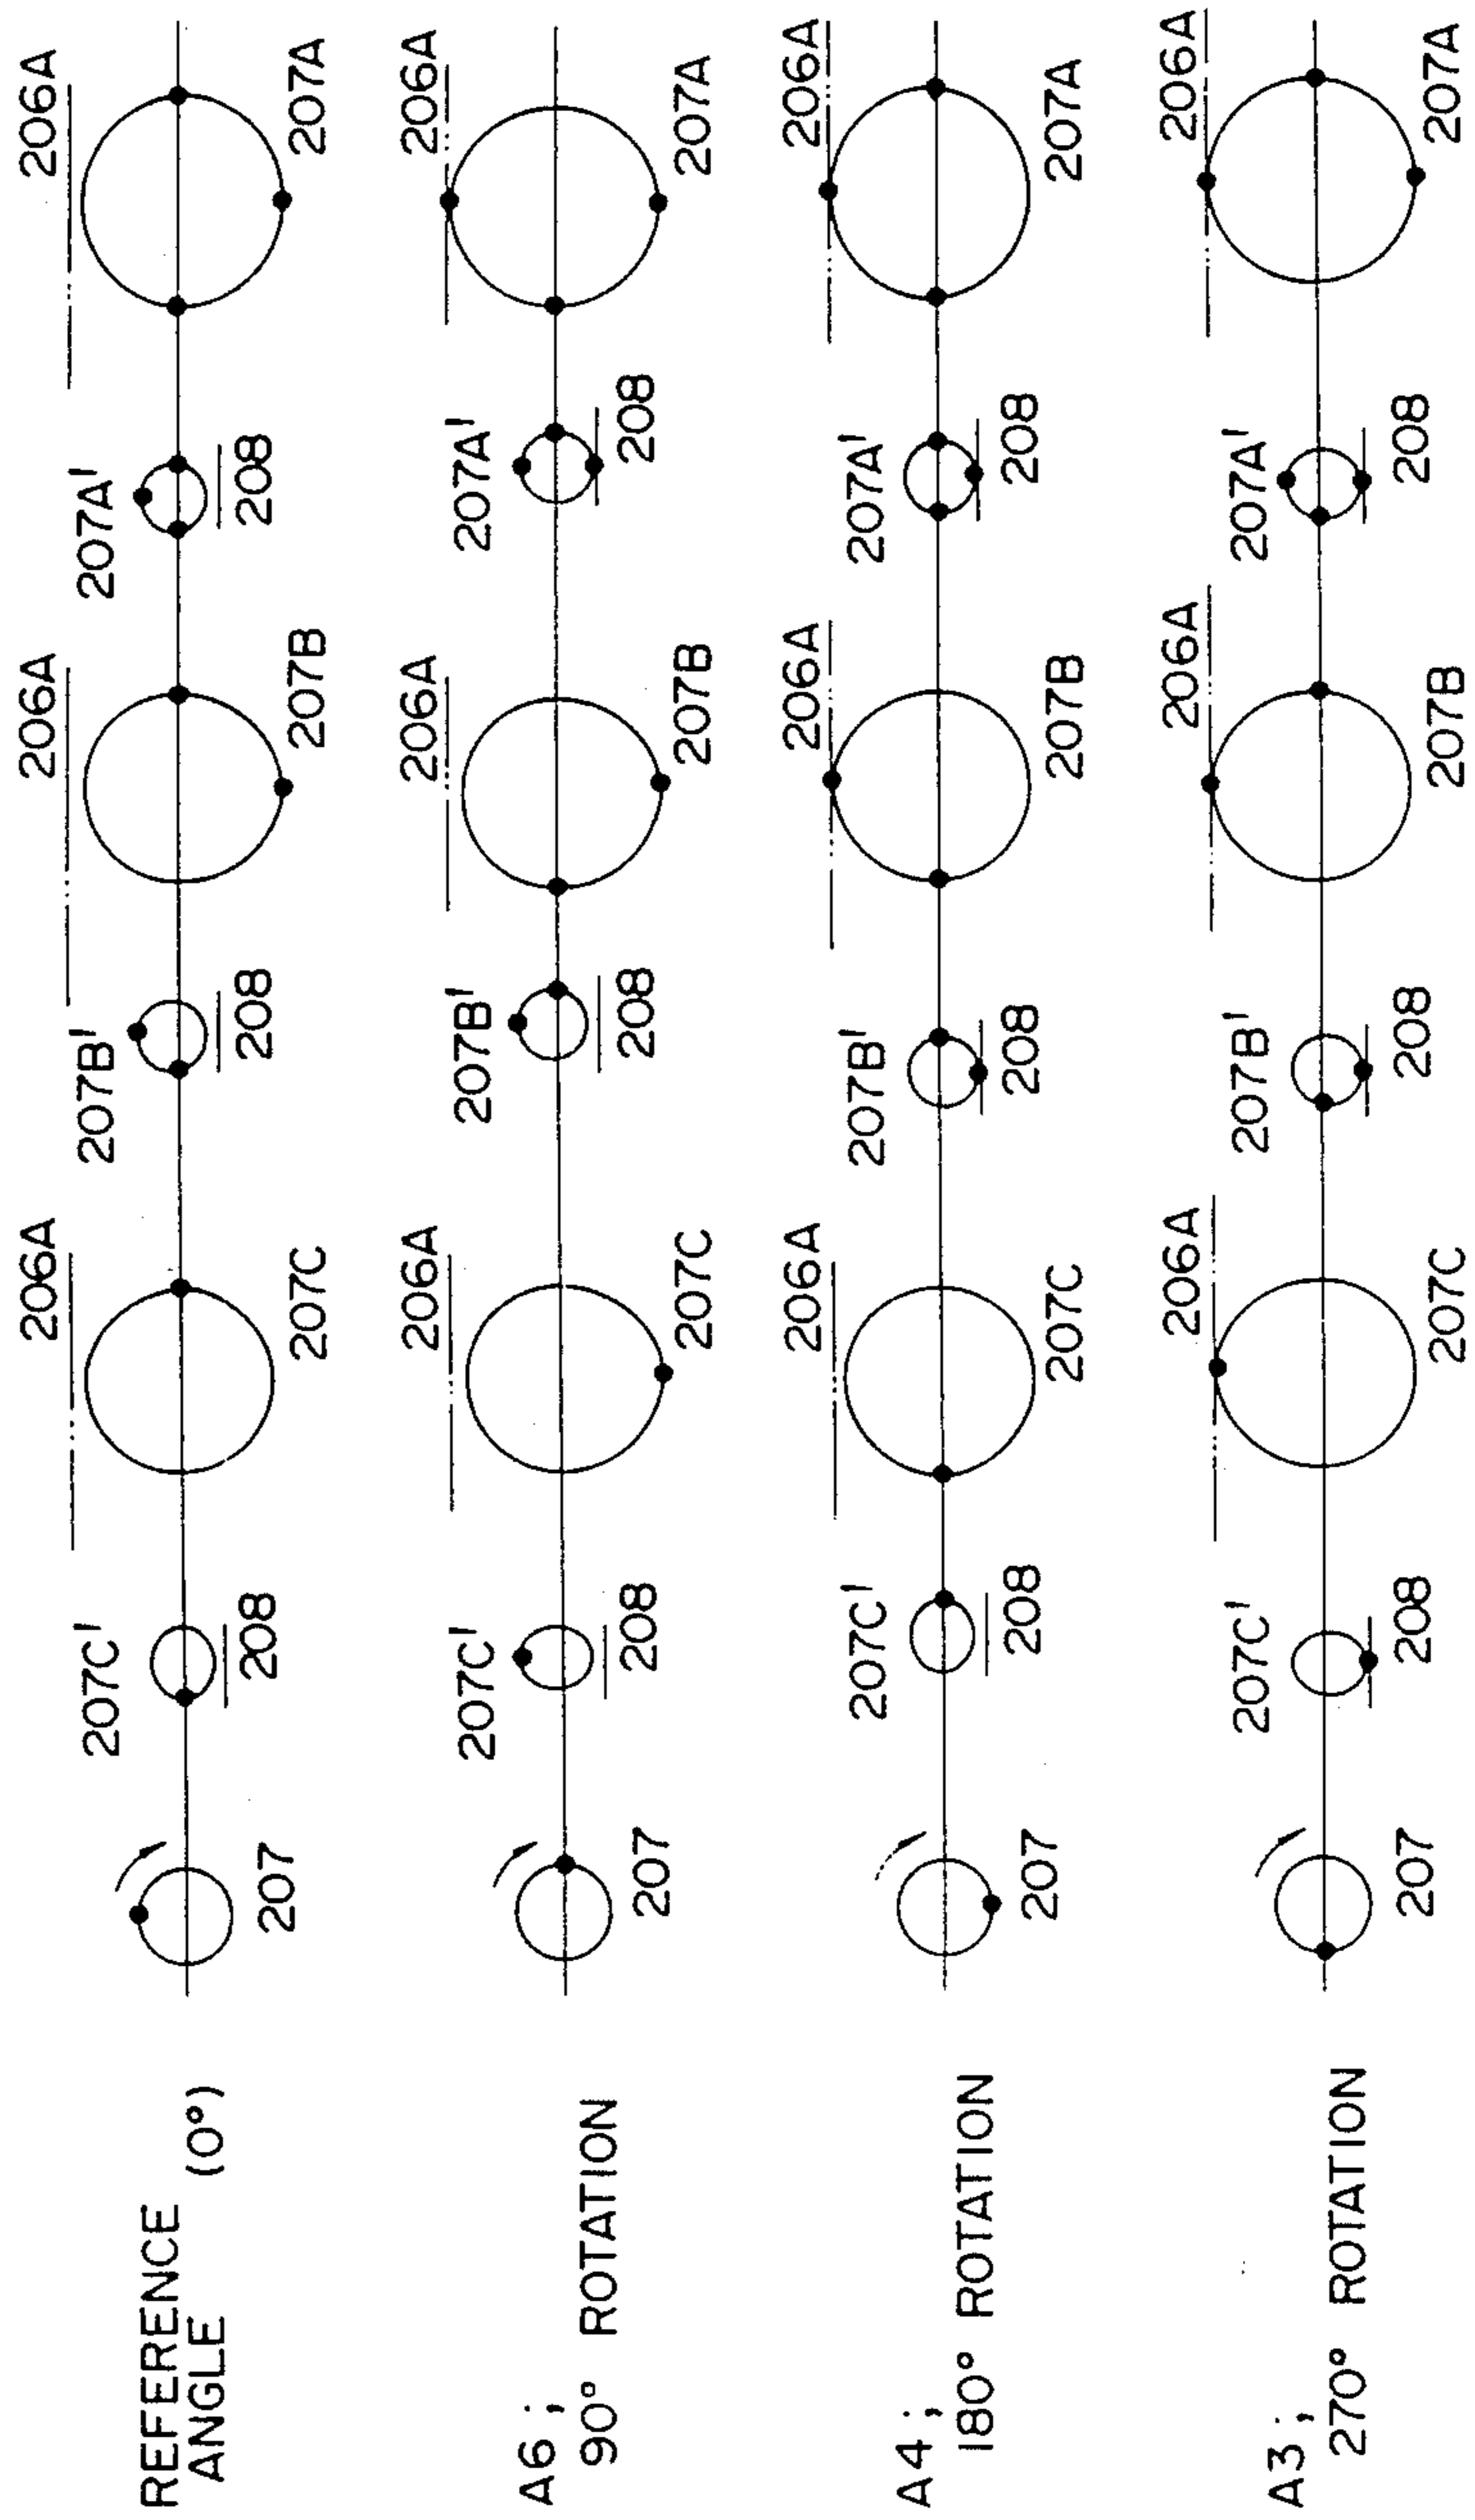 REFERENCE
ANGLE (0°)
207
207C'
208
206A
207C
207B'
208
206A
207B
207A'
208
206A
207A
A6;
90° ROTATION
207
207C'
208
206A
207C
207B'
208
206A
207B
207A'
208
206A
207A
A4;
180° ROTATION
207
207C'
208
206A
207C
207B'
208
206A
207B
207A'
208
206A
207A
A3;
270° ROTATION
207
207C'
208
206A
207C
207B'
208
206A
207B
207A'
208
206A
207A